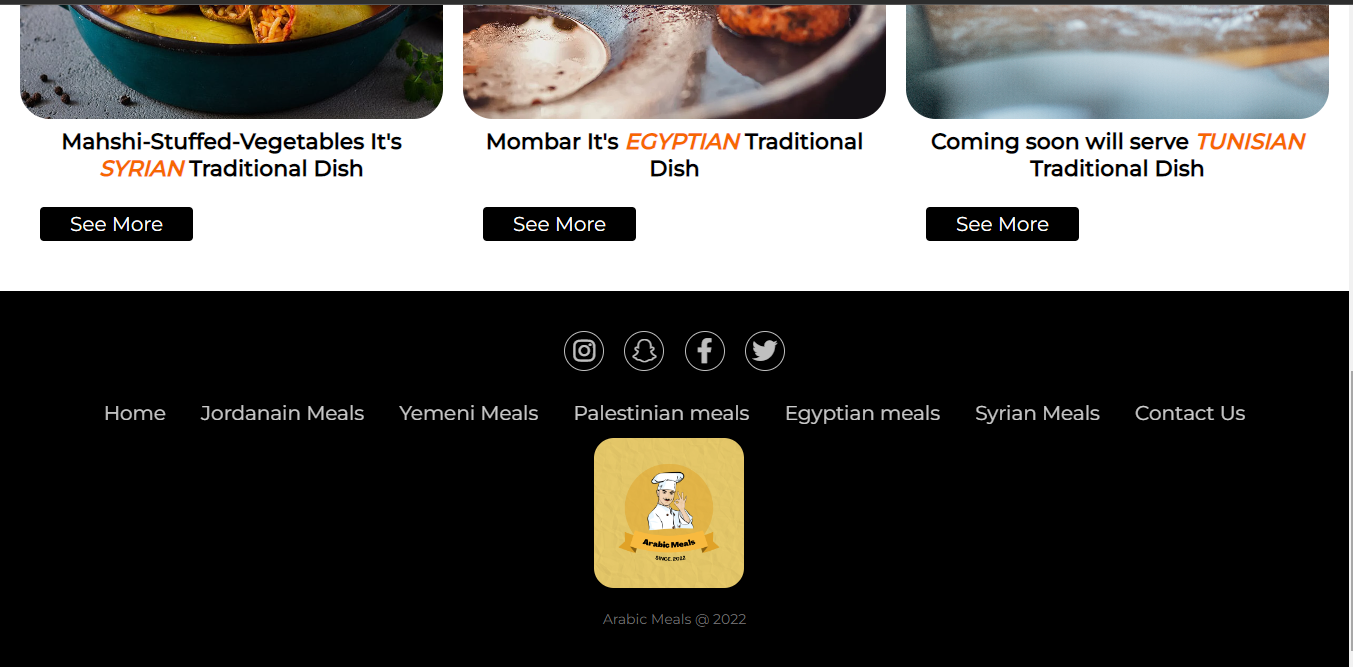 Mahshi-Stuffed-Vegetables It's
SYRIAN Traditional Dish
Mombar It's EGYPTIAN Traditional
Dish
Coming soon will serve TUNISIAN
Traditional Dish
See More
See More
See More
Home
Jordanain Meals
Yemeni Meals
Palestinian meals
Egyptian meals
Syrian Meals
Contact Us
Arabic Meals
SINCE 2022
Arabic Meals @ 2022